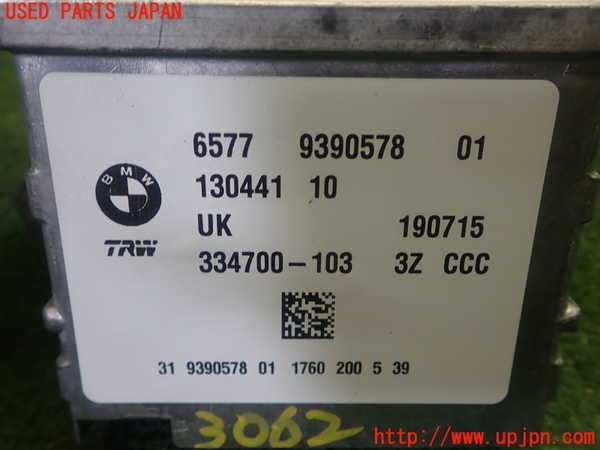 USED PARTS JAPAN
6577 9390578 01
BMW
130441 10
UK 190715
TRW
334700-103 3Z CCC
31 9390578 01 1760 200 5 39
3062
http://www.upjpn.com/